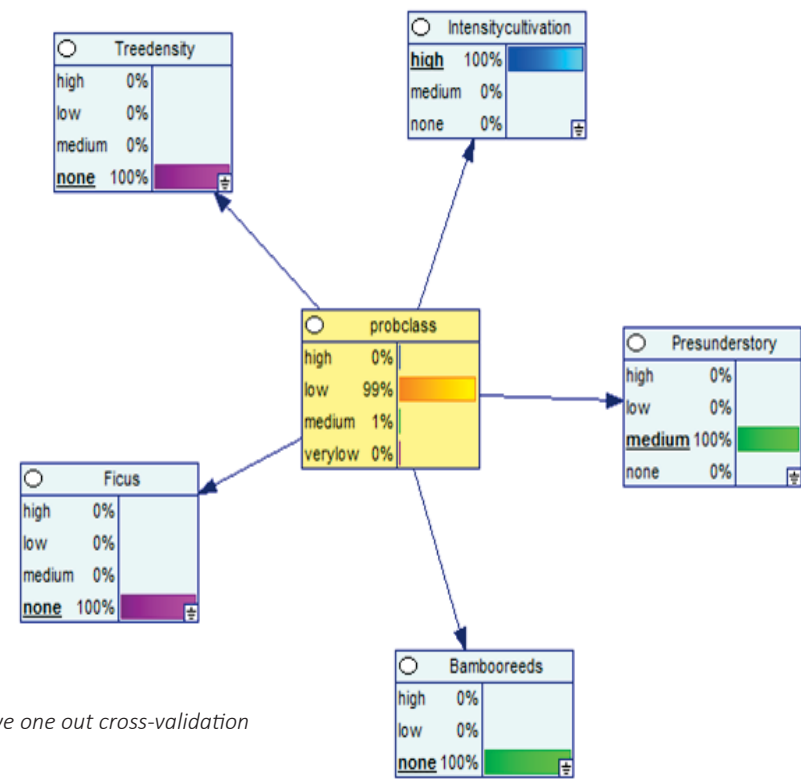 Treedensity
high 0%
low 0%
medium 0%
none 100%
Intensitycultivation
high 100%
medium 0%
none 0%
probclass
high 0%
low 99%
medium 1%
verylow 0%
Presunderstory
high 0%
low 0%
medium 100%
none 0%
Ficus
high 0%
low 0%
medium 0%
none 100%
Bambooreeds
high 0%
low 0%
none 100%
ve one out cross-validation